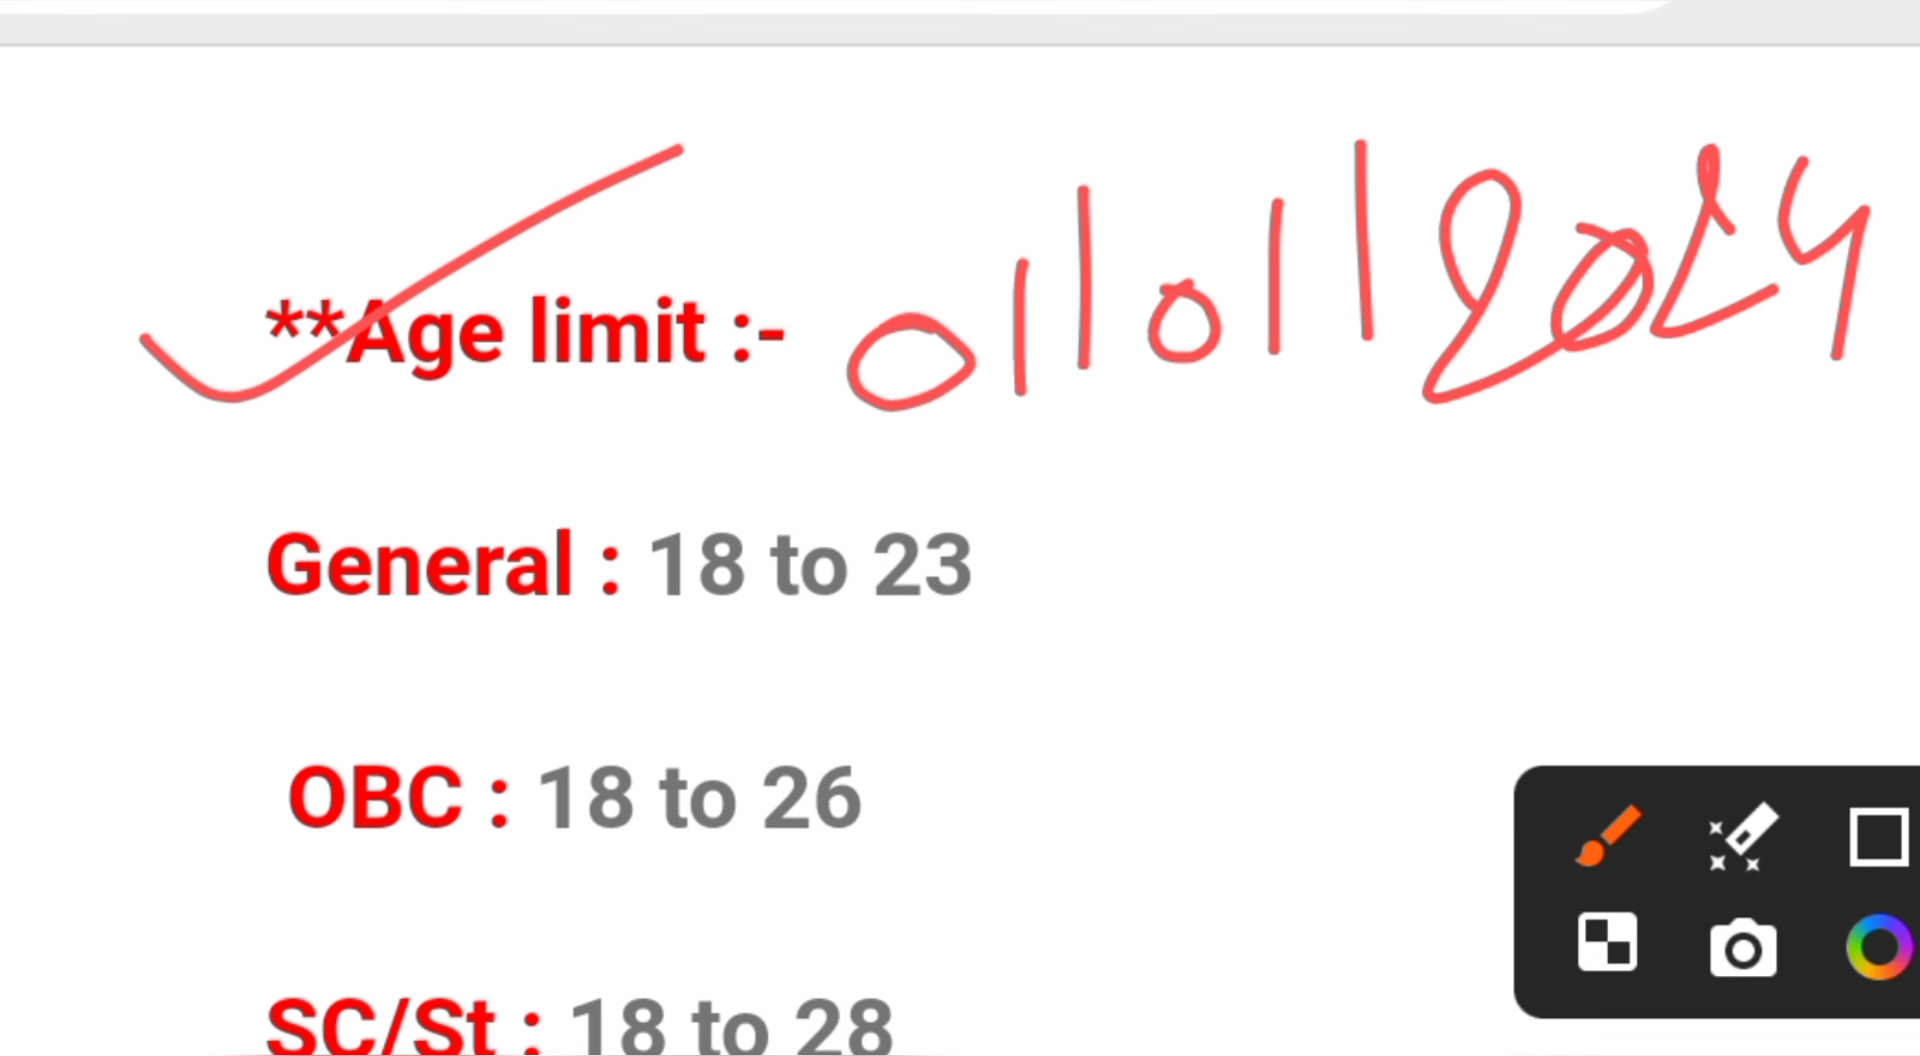 **Age limit :- 01/01/2024
General : 18 to 23
OBC : 18 to 26
SC/St : 18 to 28